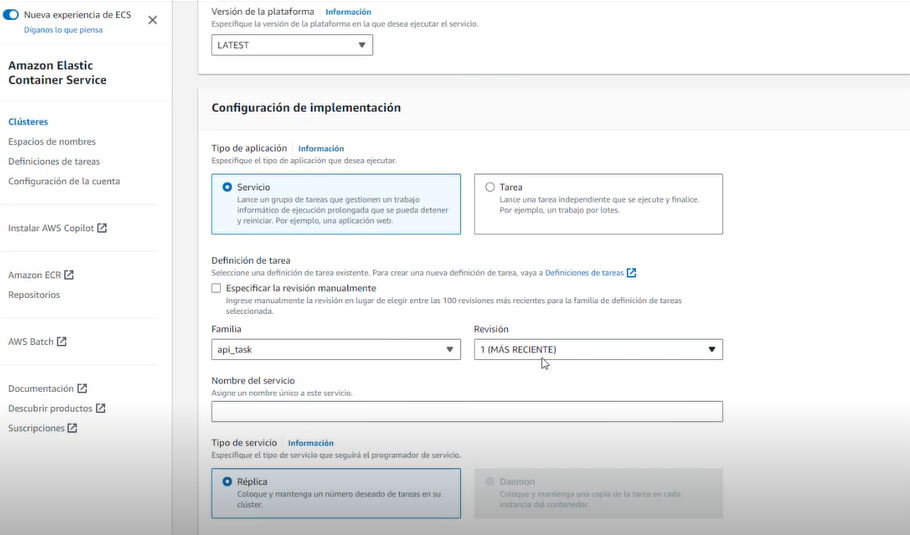 Nueva experiencia de ECS
Díganos lo que piensa
Amazon Elastic
Container Service
Clústeres
Espacios de nombres
Definiciones de tareas
Configuración de la cuenta
Instalar AWS Copilot
Amazon ECR
Repositorios
AWS Batch
Documentación
Descubrir productos
Suscripciones
Versión de la plataforma
Información
Especifique la versión de la plataforma en la que desea ejecutar el servicio.
LATEST
Configuración de implementación
Tipo de aplicación
Información
Especifique el tipo de aplicación que desea ejecutar.
Servicio
Lance un grupo de tareas que gestionen un trabajo
informático de ejecución prolongada que se pueda detener
y reiniciar. Por ejemplo, una aplicación web.
Tarea
Lance una tarea independiente que se ejecute y finalice.
Por ejemplo, un trabajo por lotes.
Definición de tarea
Seleccione una definición de tarea existente. Para crear una nueva definición de tarea, vaya a Definiciones de tareas.
Especificar la revisión manualmente
Ingrese manualmente la revisión en lugar de elegir entre las 100 revisiones más recientes para la familia de definición de tareas
seleccionada.
Familia
api_task
Revisión
1 (MÁS RECIENTE)
Nombre del servicio
Asigne un nombre único a este servicio.
Tipo de servicio
Información
Especifique el tipo de servicio que seguirá el programador de servicio.
Réplica
Coloque y mantenga un número deseado de tareas en su
clúster.
Daemon
Coloque y mantenga una copia de la tarea en cada
instancia del contenedor.